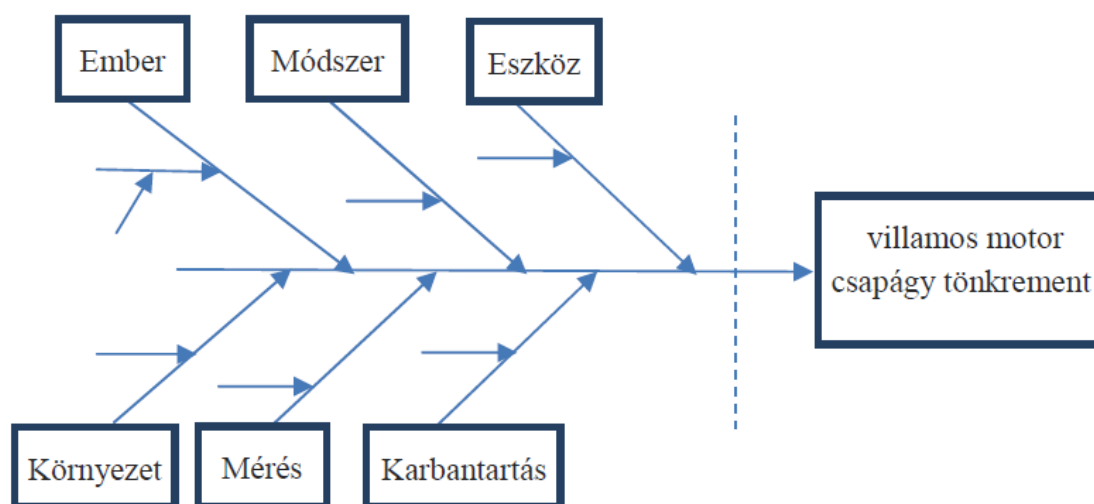 Ember
Módszer
Eszköz
villamos motor
csapágy tönkrement
Környezet
Mérés
Karbantartás